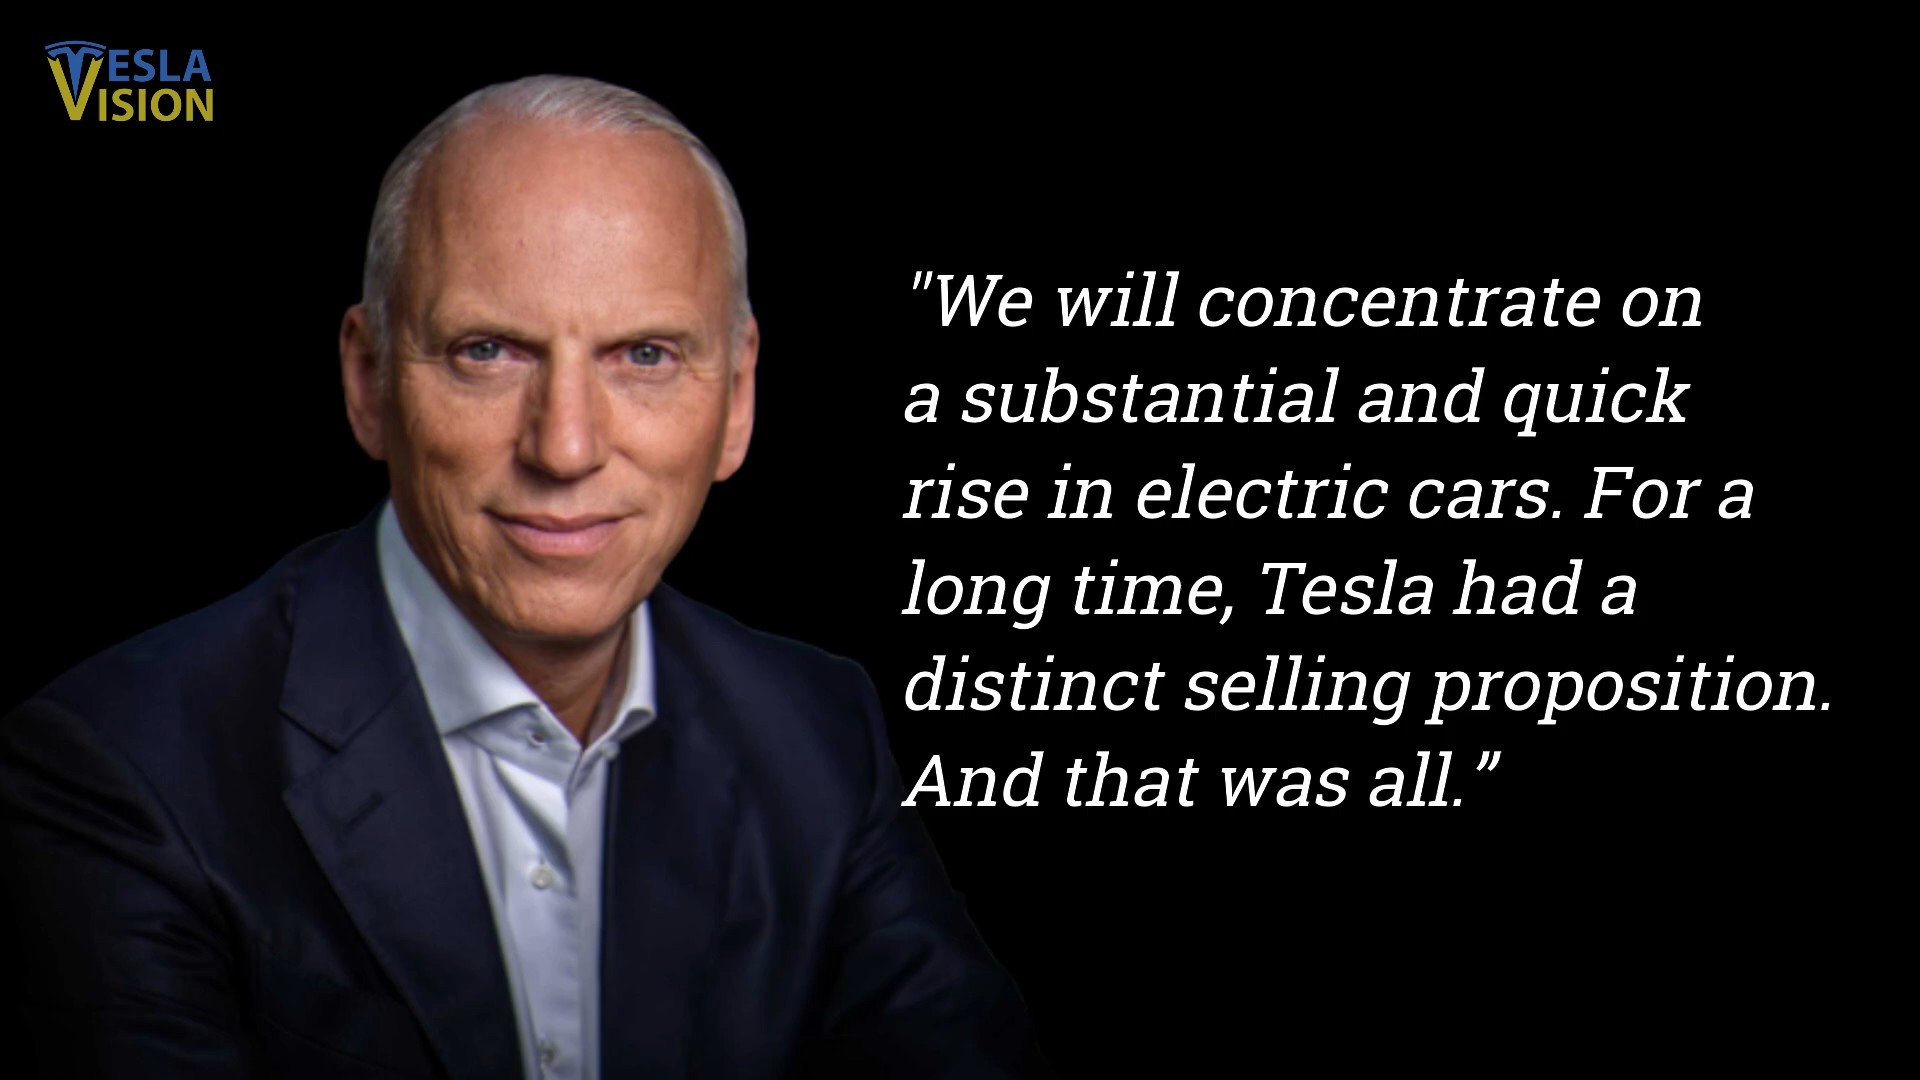 TESLA
VISION
"We will concentrate on
a substantial and quick
rise in electric cars. For a
long time, Tesla had a
distinct selling proposition.
And that was all.”